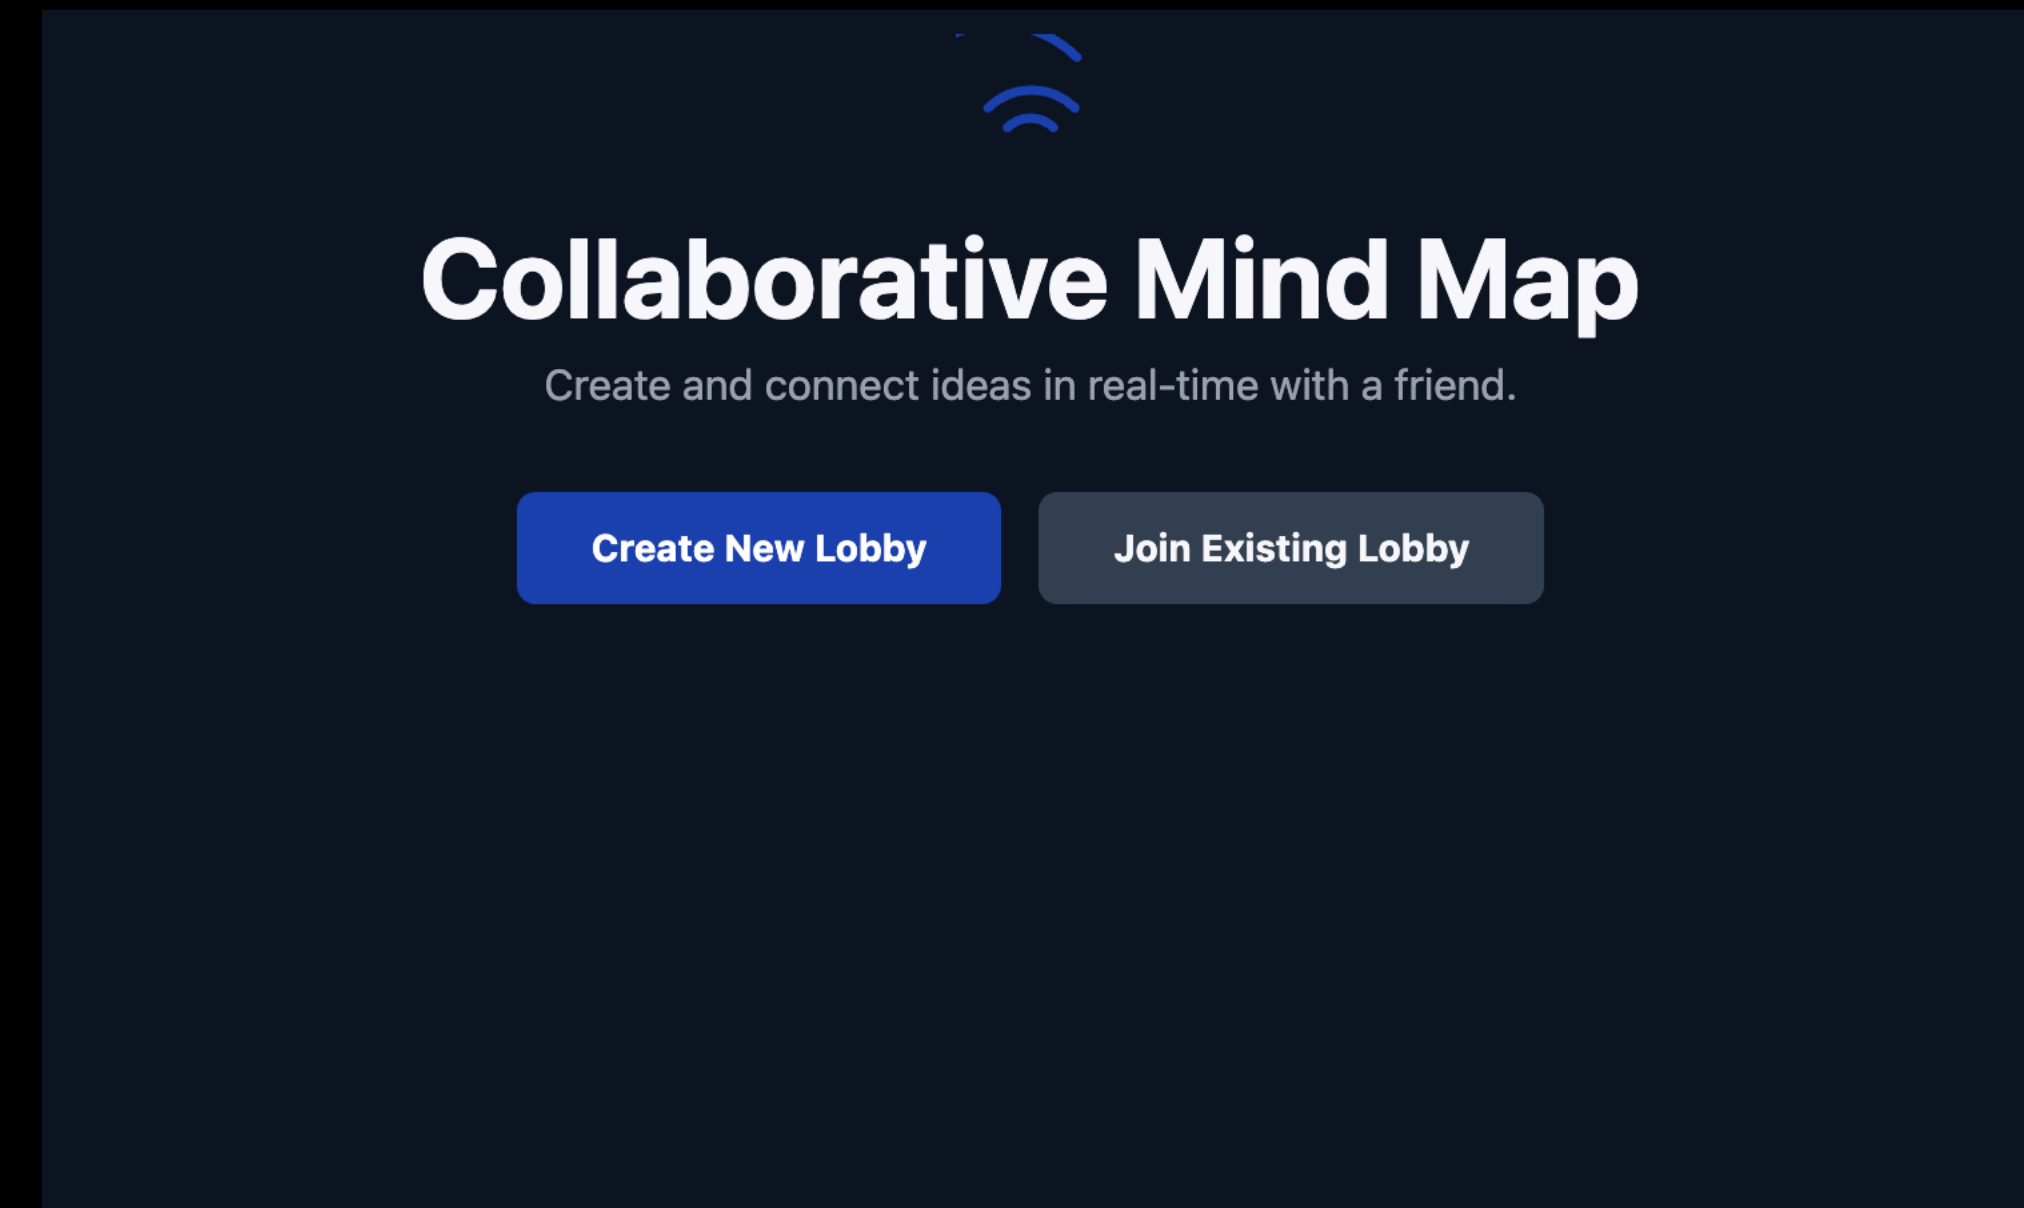 Collaborative Mind Map
Create and connect ideas in real-time with a friend.
Create New Lobby
Join Existing Lobby